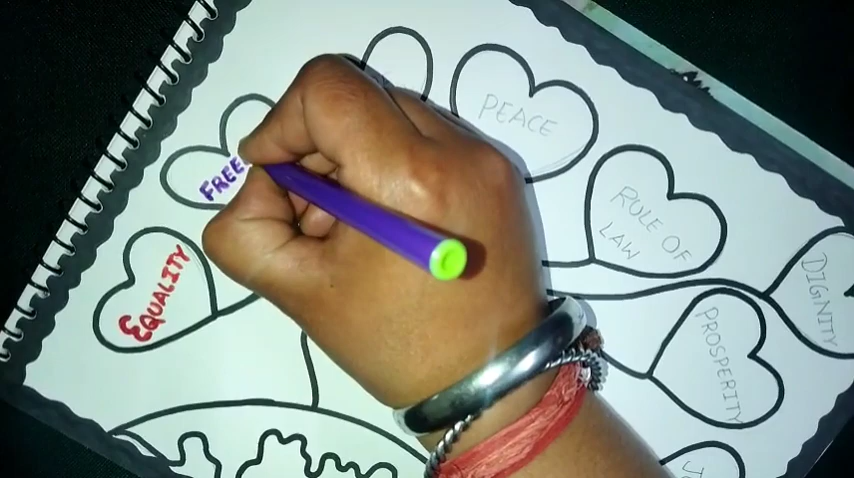 PEACE
FREE
RULE OF
LAW
EQUALITY
DIGNITY
PROSPERITY